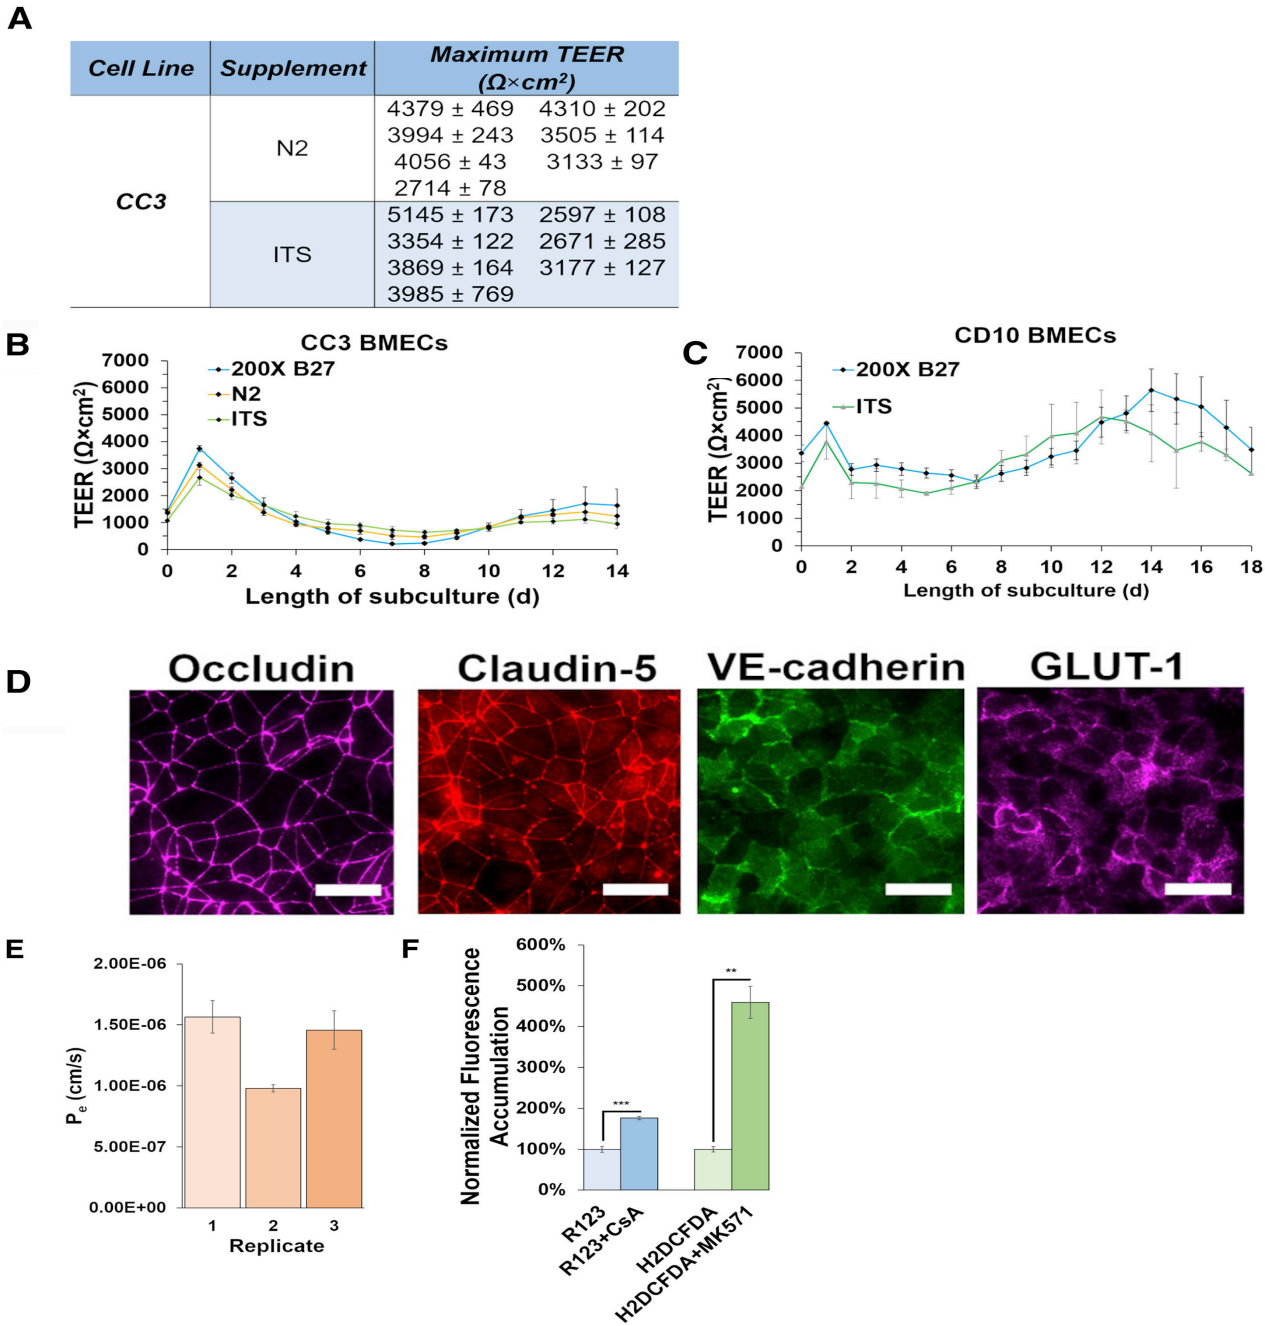 A
Cell Line Supplement Maximum TEER
(Ω×cm²)
CC3
N2
4379 ± 469 4310 ± 202
3994 ± 243 3505 ± 114
4056 ± 43 3133 ± 97
2714 ± 78
ITS
5145 ± 173 2597 ± 108
3354 ± 122 2671 ± 285
3869 ± 164 3177 ± 127
3985 ± 769
B
CC3 BMECs
200X B27
N2
ITS
TEER (Ω×cm²)
7000
6000
5000
4000
3000
2000
1000
0
0 2 4 6 8 10 12 14
Length of subculture (d)
C
CD10 BMECs
200X B27
ITS
TEER (Ω×cm²)
7000
6000
5000
4000
3000
2000
1000
0
0 2 4 6 8 10 12 14 16 18
Length of subculture (d)
D
Occludin Claudin-5 VE-cadherin GLUT-1
E
Pₑ (cm/s)
2.00E-06
1.50E-06
1.00E-06
5.00E-07
0.00E+00
1 2 3
Replicate
F
Normalized Fluorescence
Accumulation
600%
500%
400%
300%
200%
100%
0%
***
**
R123
R123+CsA
H2DCFDA
H2DCFDA+MK571